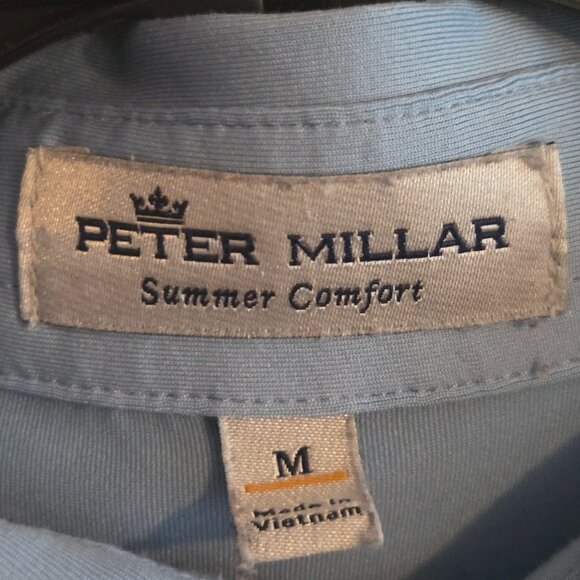 PETER MILLAR
Summer Comfort
M
Made in
Vietnam